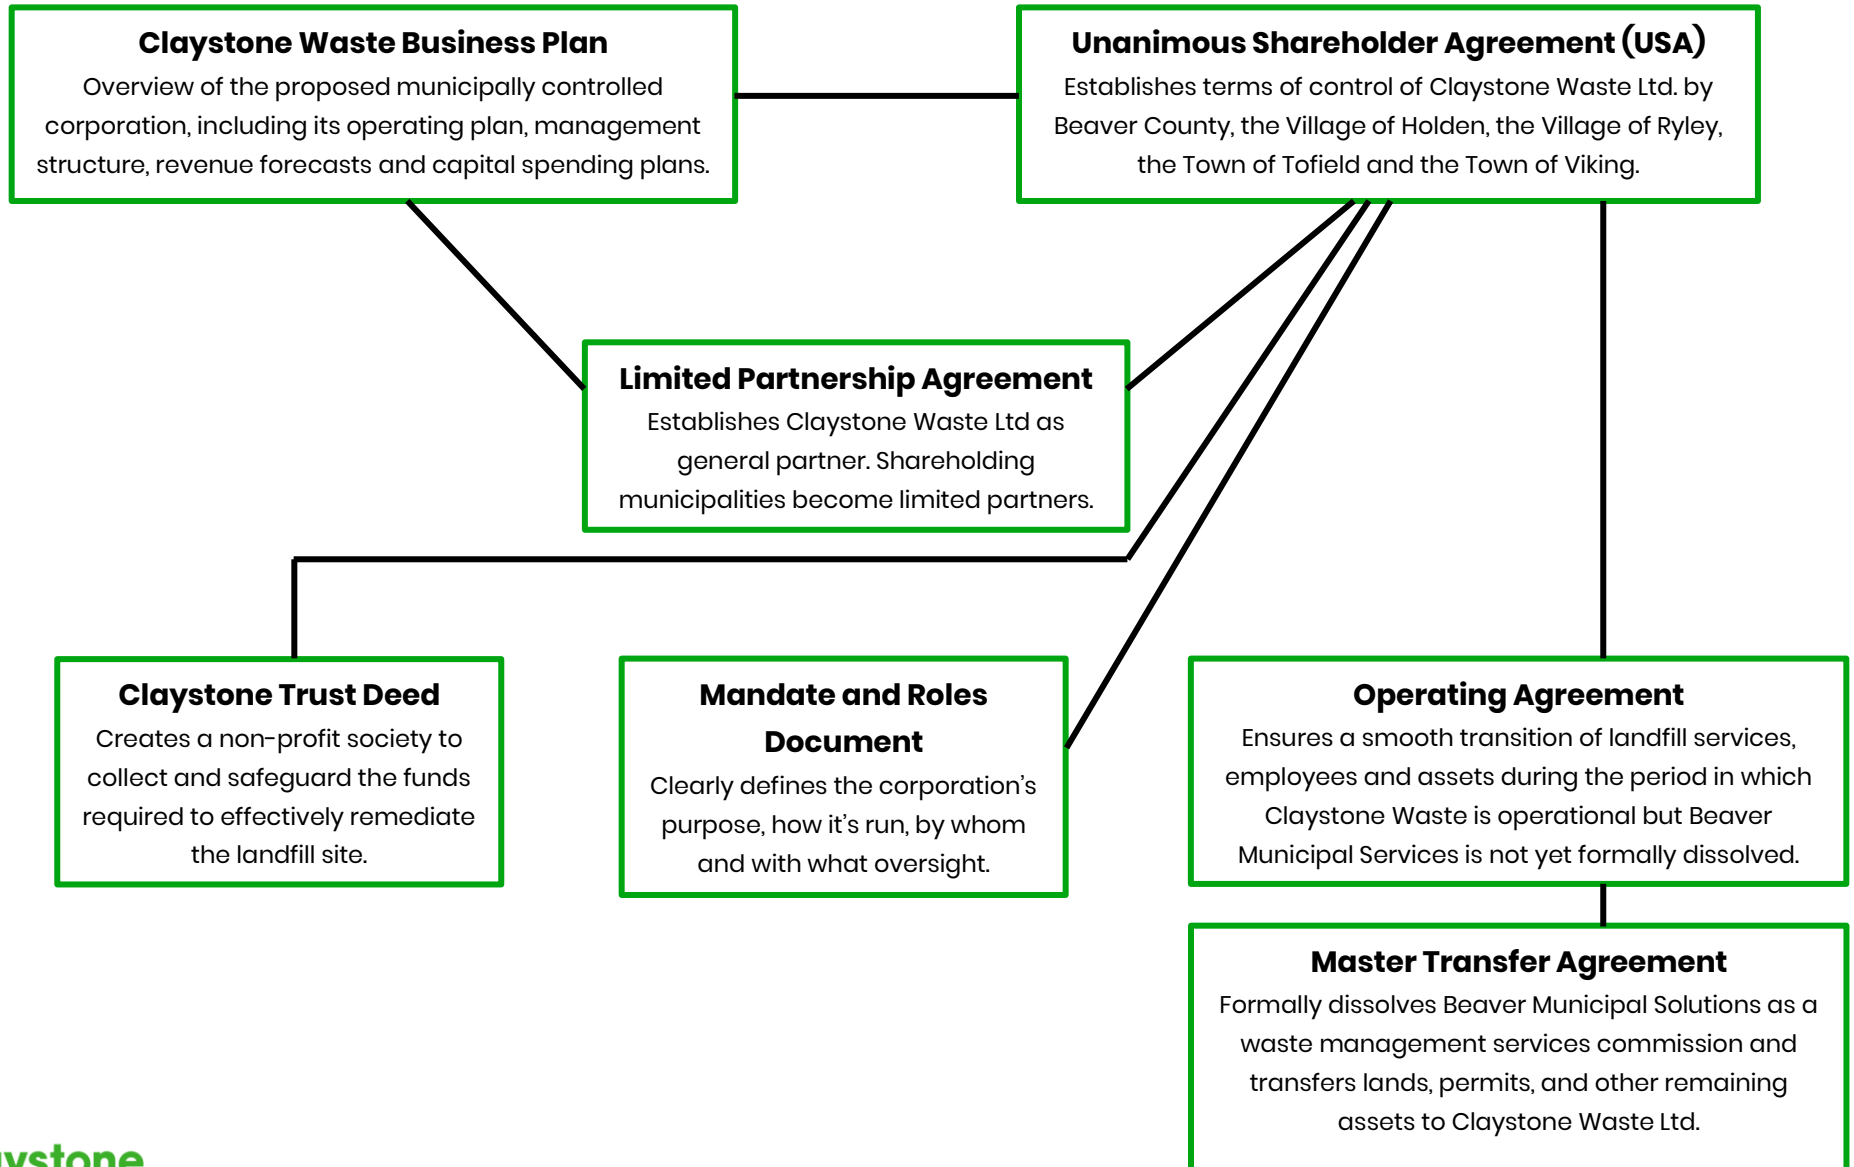 Claystone Waste Business Plan
Overview of the proposed municipally controlled
corporation, including its operating plan, management
structure, revenue forecasts and capital spending plans.
Unanimous Shareholder Agreement (USA)
Establishes terms of control of Claystone Waste Ltd. by
Beaver County, the Village of Holden, the Village of Ryley,
the Town of Tofield and the Town of Viking.
Limited Partnership Agreement
Establishes Claystone Waste Ltd as
general partner. Shareholding
municipalities become limited partners.
Claystone Trust Deed
Creates a non-profit society to
collect and safeguard the funds
required to effectively remediate
the landfill site.
Mandate and Roles
Document
Clearly defines the corporation's
purpose, how it's run, by whom
and with what oversight.
Operating Agreement
Ensures a smooth transition of landfill services,
employees and assets during the period in which
Claystone Waste is operational but Beaver
Municipal Services is not yet formally dissolved.
Master Transfer Agreement
Formally dissolves Beaver Municipal Solutions as a
waste management services commission and
transfers lands, permits, and other remaining
assets to Claystone Waste Ltd.